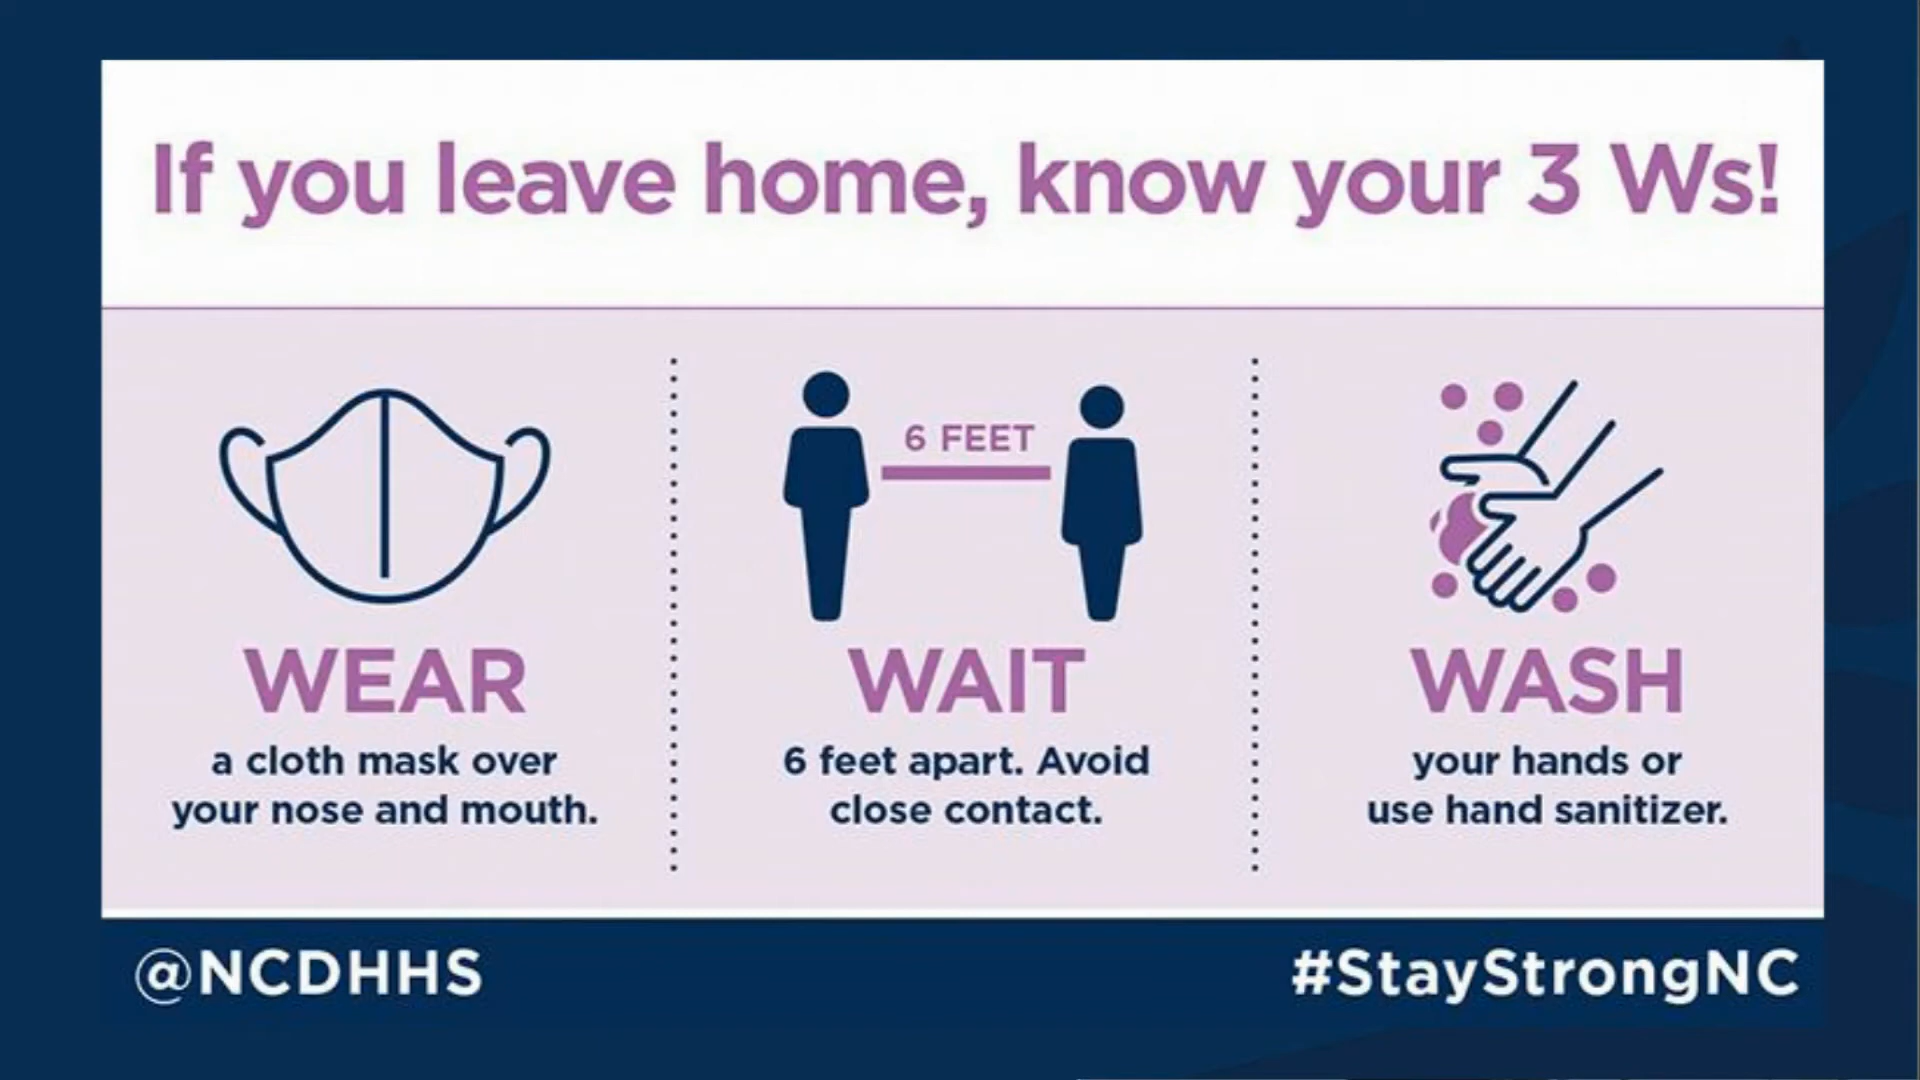 If you leave home, know your 3 Ws!
6 FEET
WEAR
a cloth mask over
your nose and mouth.
WAIT
6 feet apart. Avoid
close contact.
WASH
your hands or
use hand sanitizer.
@NCDHHS
#StayStrongNC